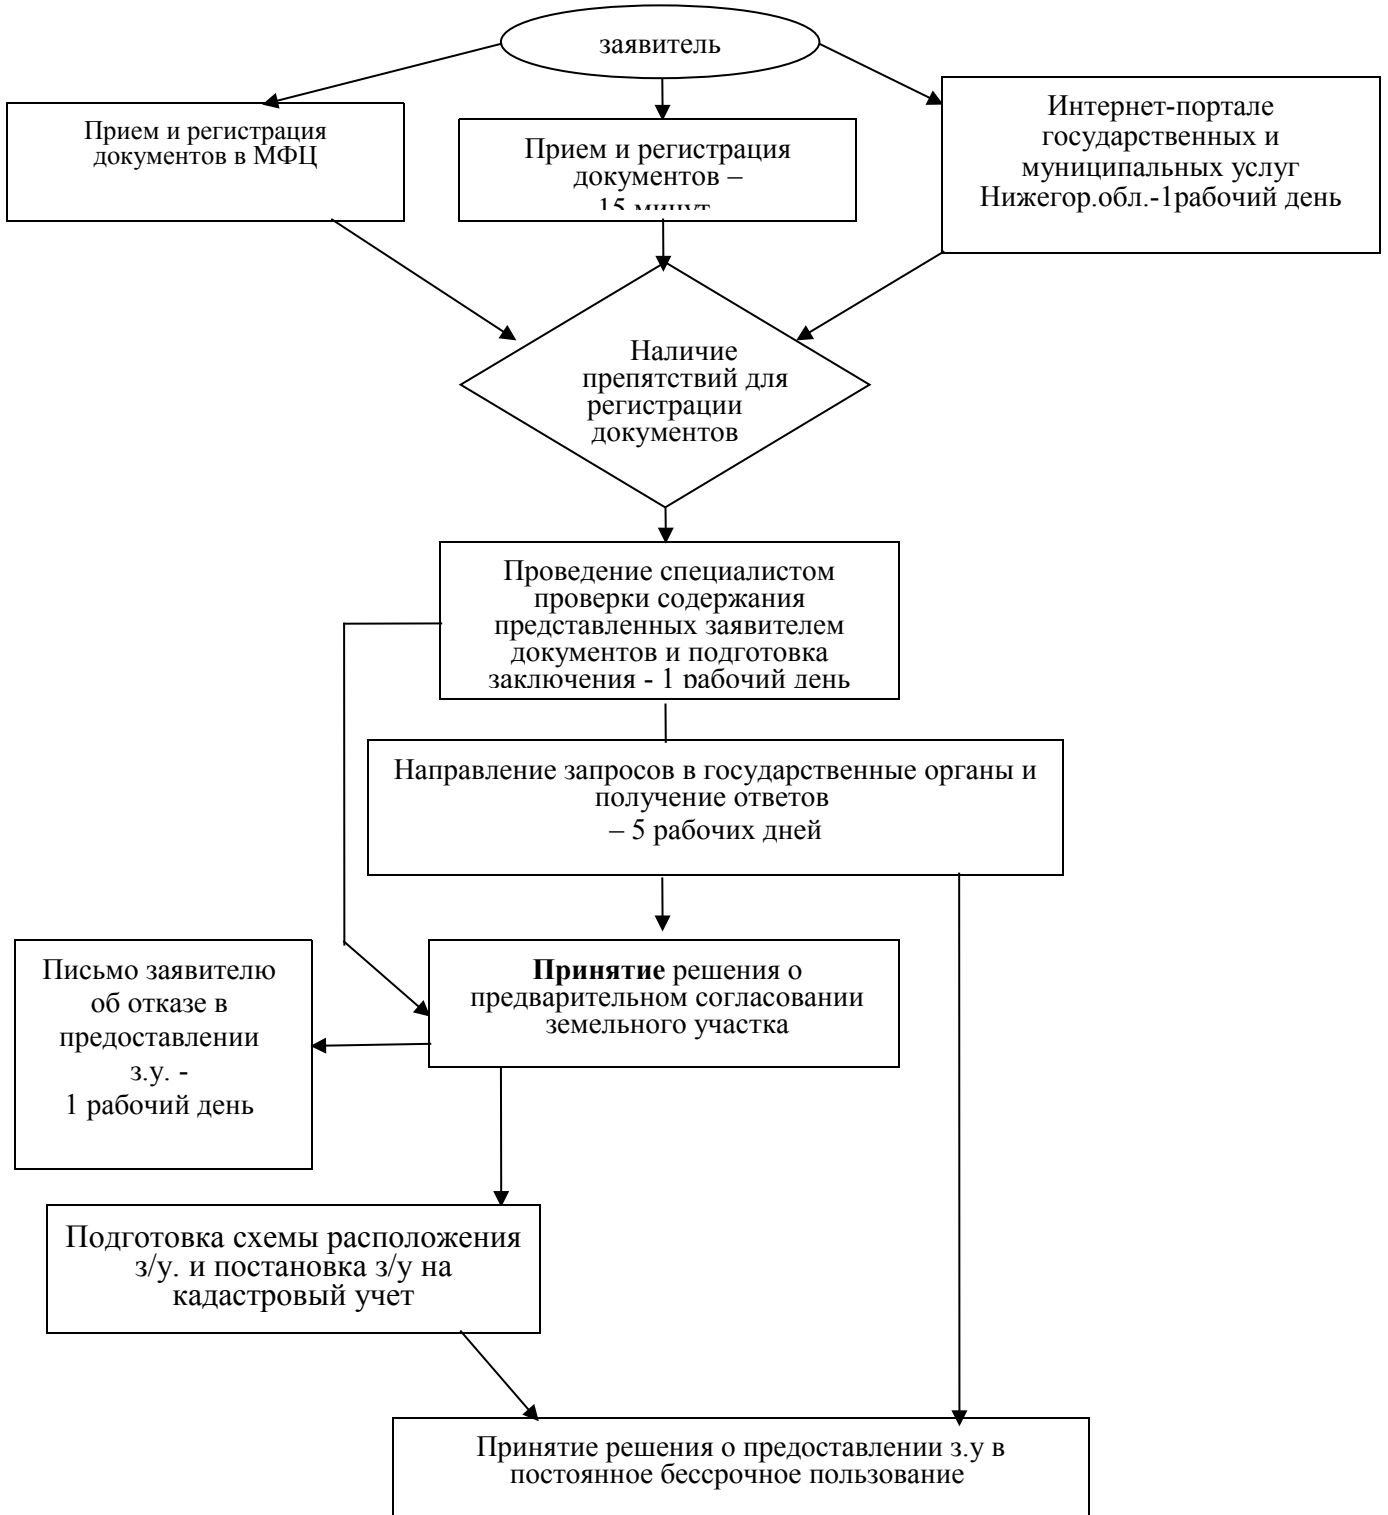 заявитель
Прием и регистрация
документов в МФЦ
Прием и регистрация
документов –
15 минут
Интернет-портале
государственных и
муниципальных услуг
Нижегор.обл.-1рабочий день
Наличие
препятствий для
регистрации
документов
Проведение специалистом
проверки содержания
представленных заявителем
документов и подготовка
заключения - 1 рабочий день
Направление запросов в государственные органы и
получение ответов
– 5 рабочих дней
Письмо заявителю
об отказе в
предоставлении
з.у. -
1 рабочий день
Принятие решения о
предварительном согласовании
земельного участка
Подготовка схемы расположения
з/у. и постановка з/у на
кадастровый учет
Принятие решения о предоставлении з.у в
постоянное бессрочное пользование